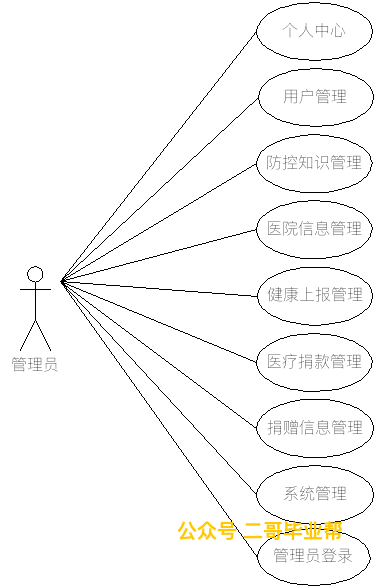 个人中心
用户管理
防控知识管理
医院信息管理
健康上报管理
管理员
医疗捐款管理
捐赠信息管理
系统管理
公众号 二哥毕业帮
管理员登录